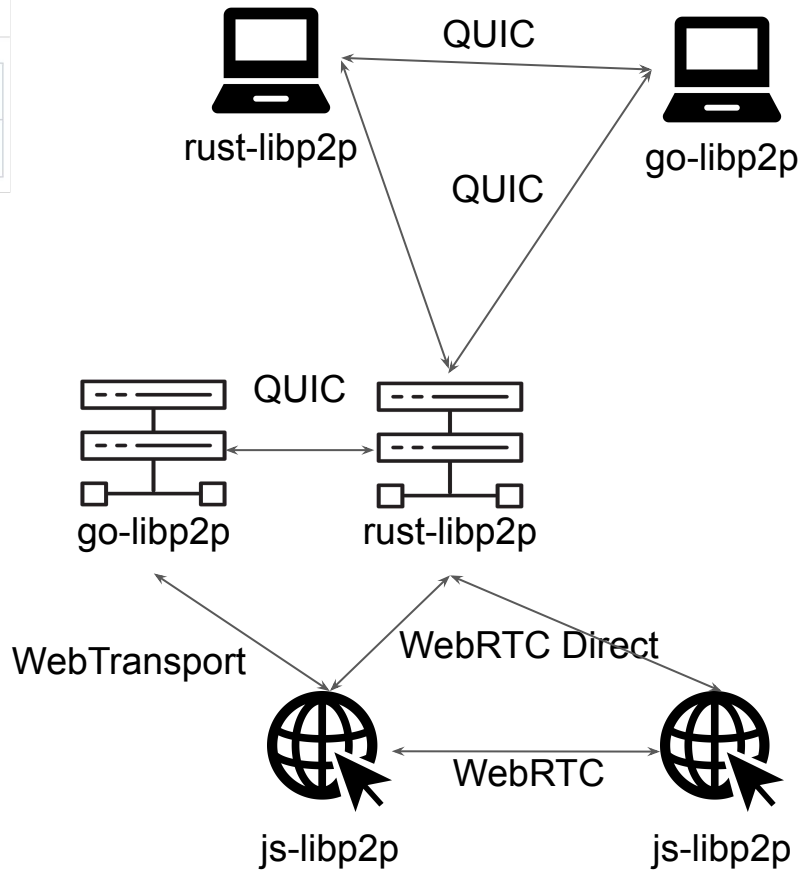 QUIC
rust-libp2p
go-libp2p
QUIC
QUIC
go-libp2p
rust-libp2p
WebTransport
WebRTC Direct
WebRTC
js-libp2p
js-libp2p